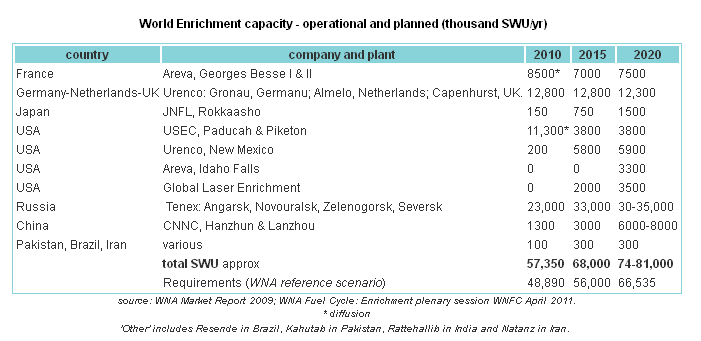 World Enrichment capacity - operational and planned (thousand SWU/yr)
country company and plant 2010 2015 2020
France Areva, Georges Besse I & II 8500* 7000 7500
Germany-Netherlands-UK Urenco: Gronau, Germanu; Almelo, Netherlands; Capenhurst, UK. 12,800 12,800 12,300
Japan JNFL, Rokkaasho 150 750 1500
USA USEC, Paducah & Piketon 11,300* 3800 3800
USA Urenco, New Mexico 200 5800 5900
USA Areva, Idaho Falls 0 0 3300
USA Global Laser Enrichment 0 2000 3500
Russia Tenex: Angarsk, Novouralsk, Zelenogorsk, Seversk 23,000 33,000 30-35,000
China CNNC, Hanzhun & Lanzhou 1300 3000 6000-8000
Pakistan, Brazil, Iran various 100 300 300
total SWU approx 57,350 68,000 74-81,000
Requirements (WNA reference scenario) 48,890 56,000 66,535
source: WNA Market Report 2009; WNA Fuel Cycle: Enrichment plenary session WNFC April 2011.
* diffusion
'Other' includes Resende in Brazil, Kahutab in Pakistan, Rattehallib in India and Natanz in Iran.